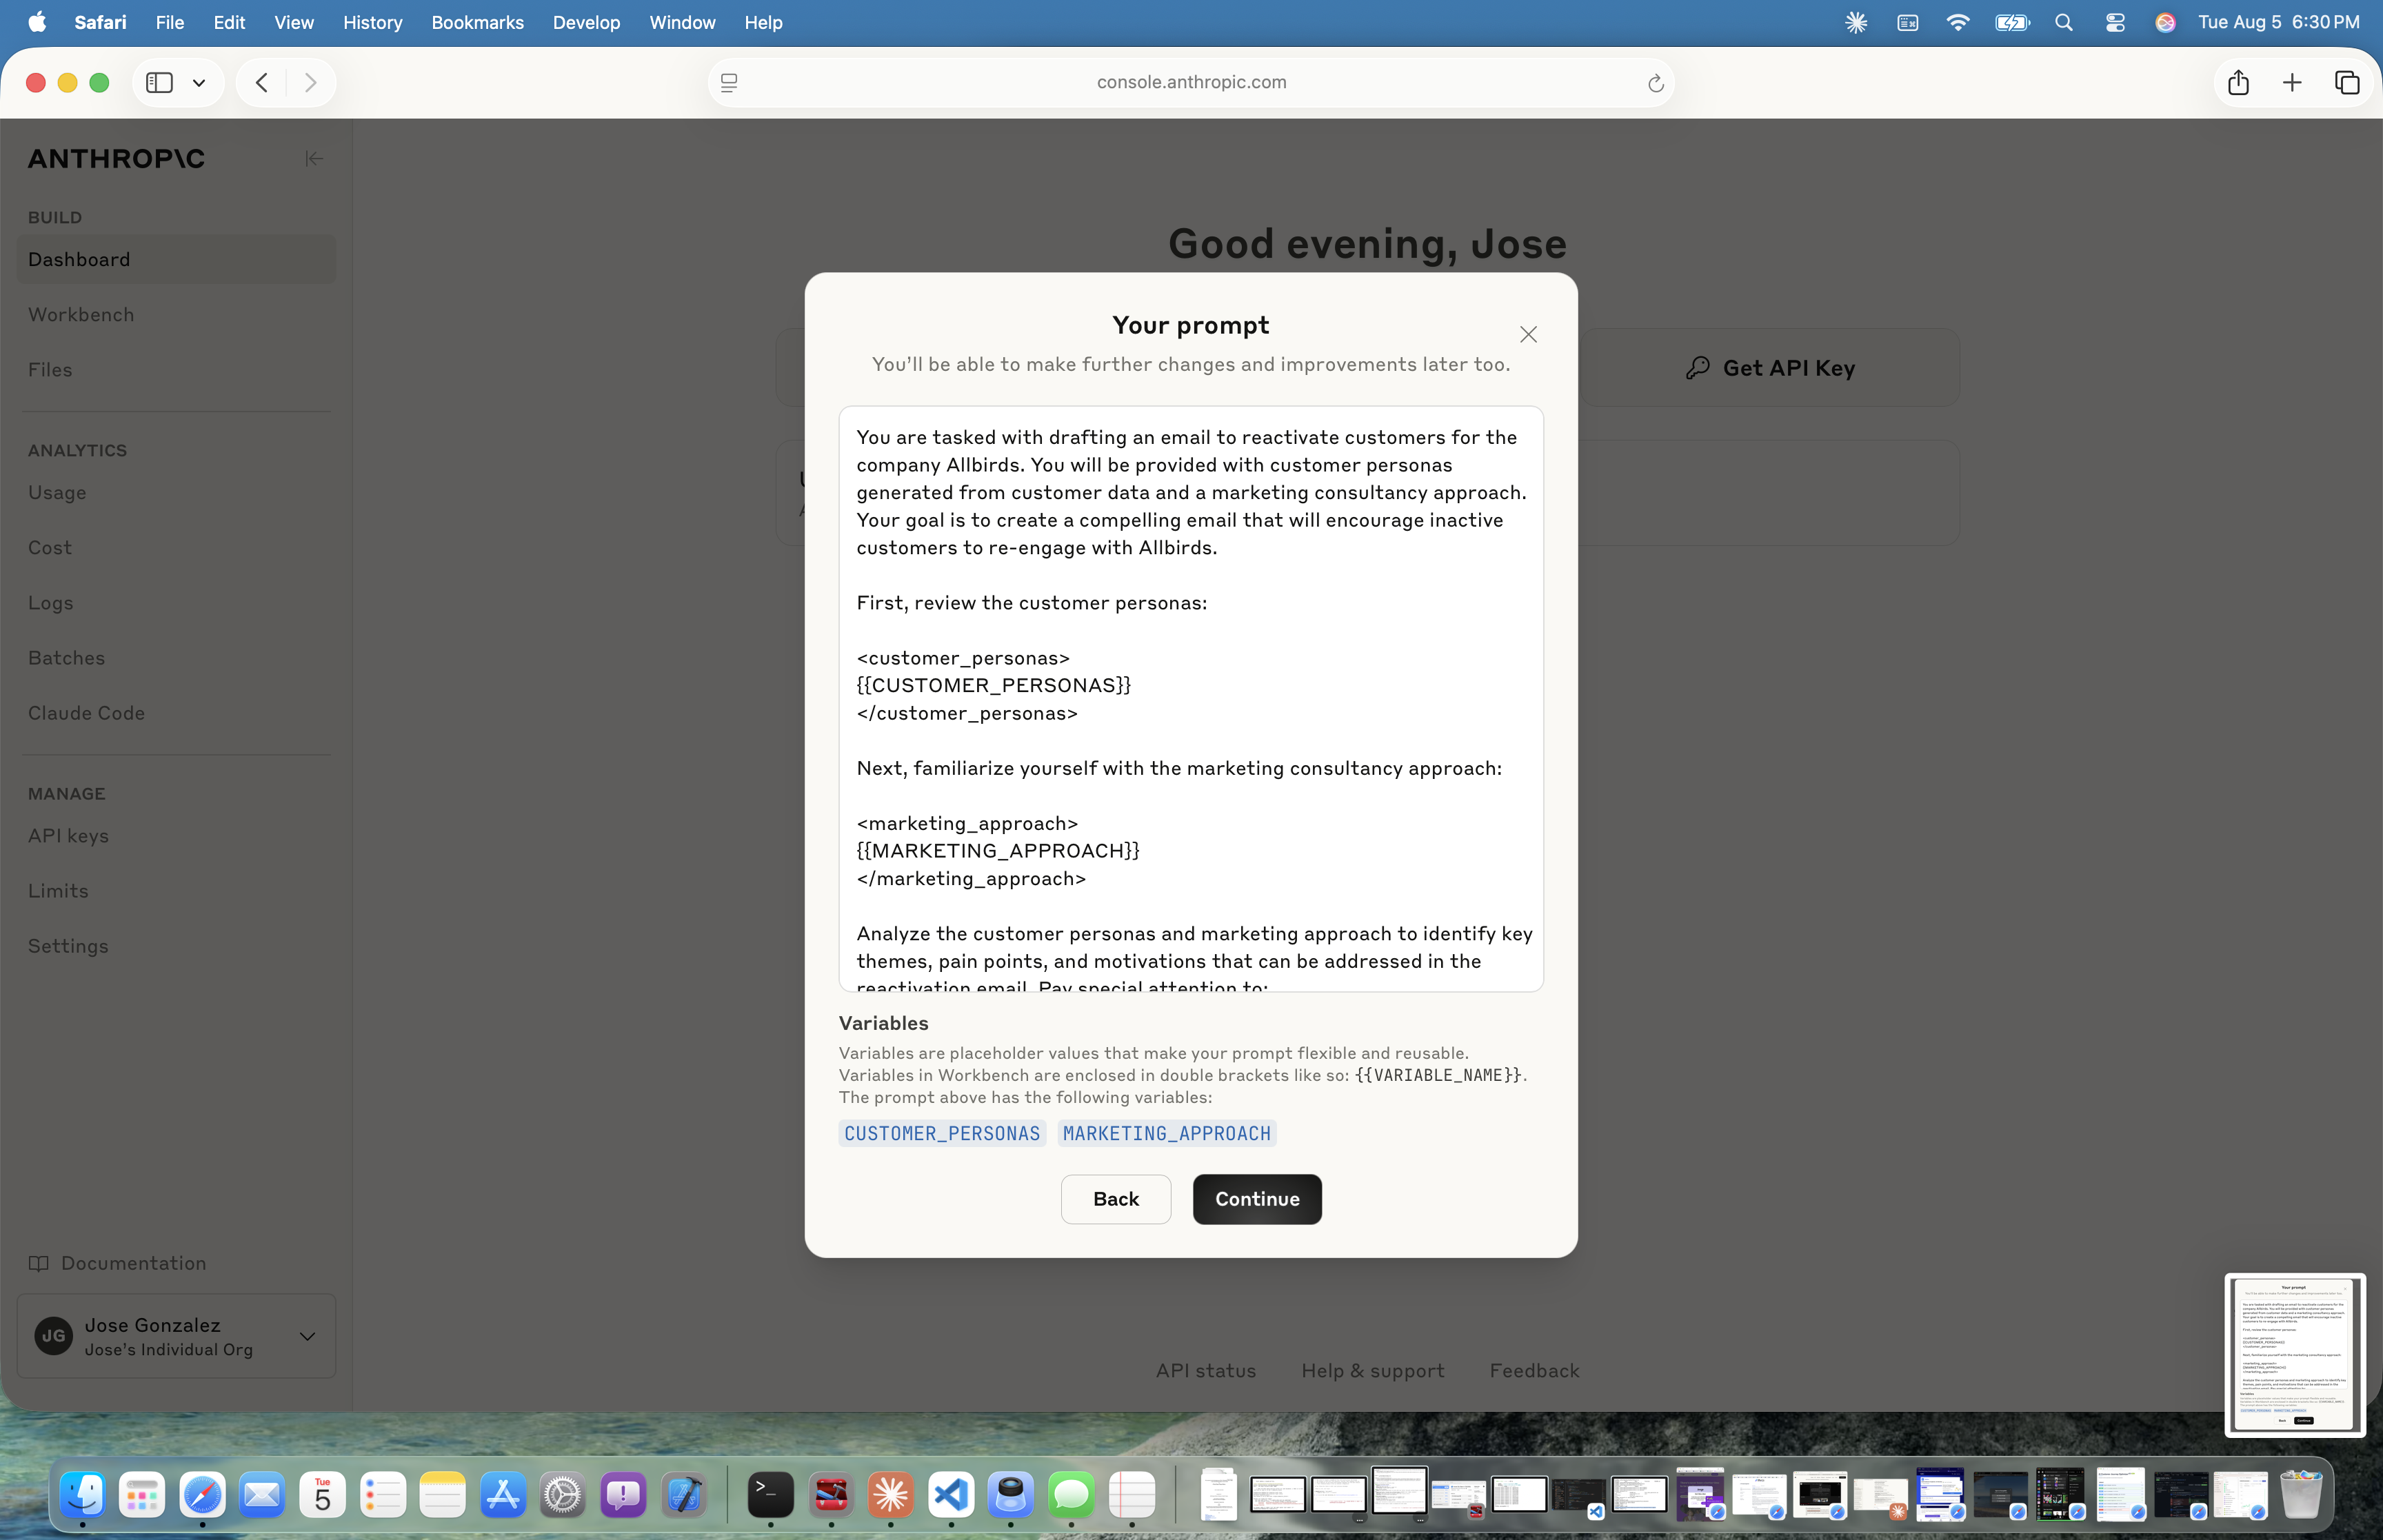 Safari File Edit View History Bookmarks Develop Window Help
Tue Aug 5 6:30 PM
console.anthropic.com
ANTHROP\C
BUILD
Dashboard
Workbench
Files
ANALYTICS
Usage
Cost
Logs
Batches
Claude Code
MANAGE
API keys
Limits
Settings
Documentation
JG
Jose Gonzalez
Jose's Individual Org
Good evening, Jose
Get API Key
Your prompt
You'll be able to make further changes and improvements later too.
You are tasked with drafting an email to reactivate customers for the
company Allbirds. You will be provided with customer personas
generated from customer data and a marketing consultancy approach.
Your goal is to create a compelling email that will encourage inactive
customers to re-engage with Allbirds.
First, review the customer personas:
<customer_personas>
{{CUSTOMER_PERSONAS}}
</customer_personas>
Next, familiarize yourself with the marketing consultancy approach:
<marketing_approach>
{{MARKETING_APPROACH}}
</marketing_approach>
Analyze the customer personas and marketing approach to identify key
themes, pain points, and motivations that can be addressed in the
reactivation email. Pay special attention to:
Variables
Variables are placeholder values that make your prompt flexible and reusable.
Variables in Workbench are enclosed in double brackets like so: {{VARIABLE_NAME}}.
The prompt above has the following variables:
CUSTOMER_PERSONAS MARKETING_APPROACH
Back Continue
API status Help & support Feedback
Tue
5